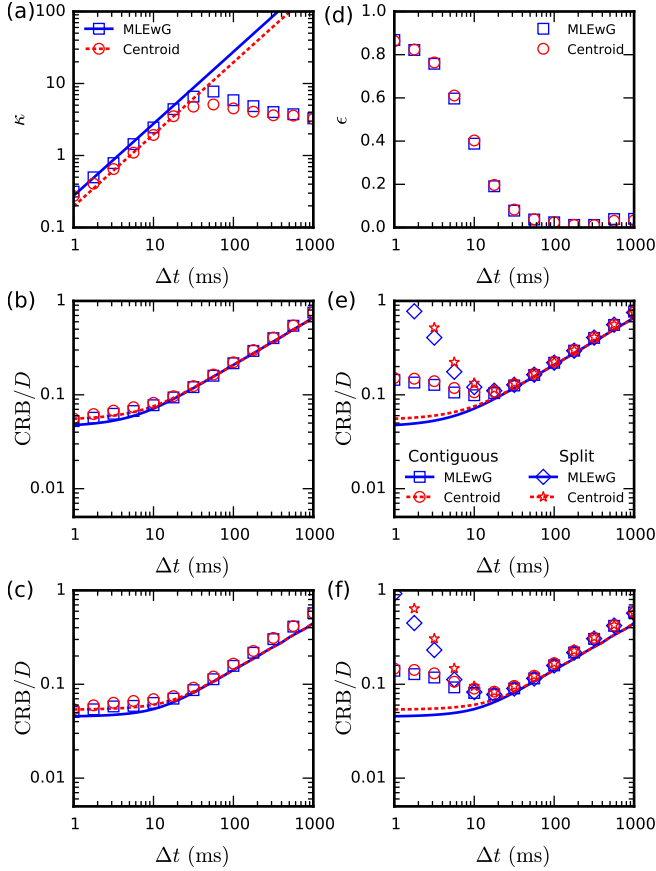 (a)
100
10
1
0.1
κ
MLEwG
Centroid
1 10 100 1000
Δt (ms)
(d)
1.0
0.8
0.6
0.4
0.2
0.0
ϵ
MLEwG
Centroid
1 10 100 1000
Δt (ms)
(b)
1
0.1
0.01
CRB/D
1 10 100 1000
Δt (ms)
(e)
1
0.1
0.01
CRB/D
Contiguous Split
MLEwG MLEwG
Centroid Centroid
1 10 100 1000
Δt (ms)
(c)
1
0.1
0.01
CRB/D
1 10 100 1000
Δt (ms)
(f)
1
0.1
0.01
CRB/D
1 10 100 1000
Δt (ms)